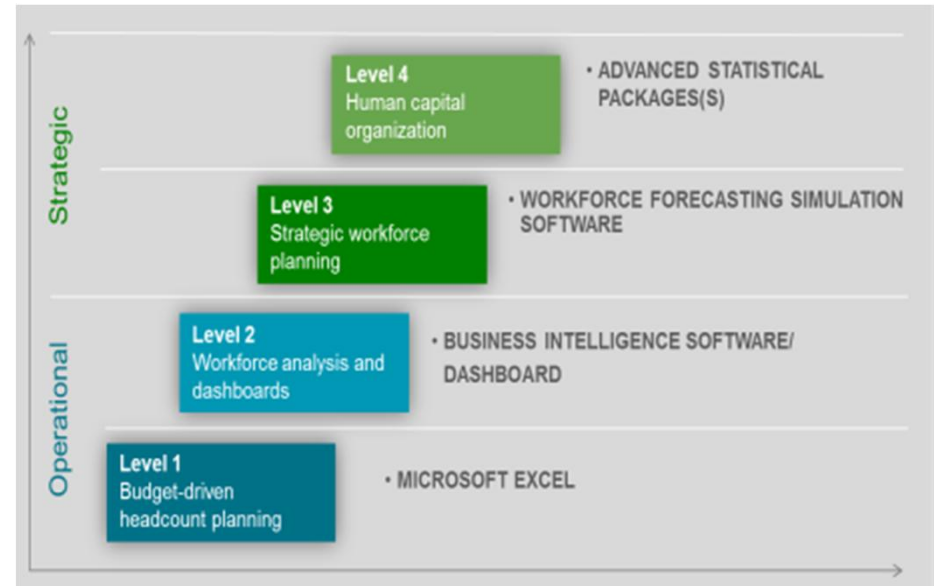 Strategic
Level 4
Human capital
organization
• ADVANCED STATISTICAL
PACKAGES(S)
Level 3
Strategic workforce
planning
• WORKFORCE FORECASTING SIMULATION
SOFTWARE
Operational
Level 2
Workforce analysis and
dashboards
• BUSINESS INTELLIGENCE SOFTWARE/
DASHBOARD
Level 1
Budget-driven
headcount planning
• MICROSOFT EXCEL